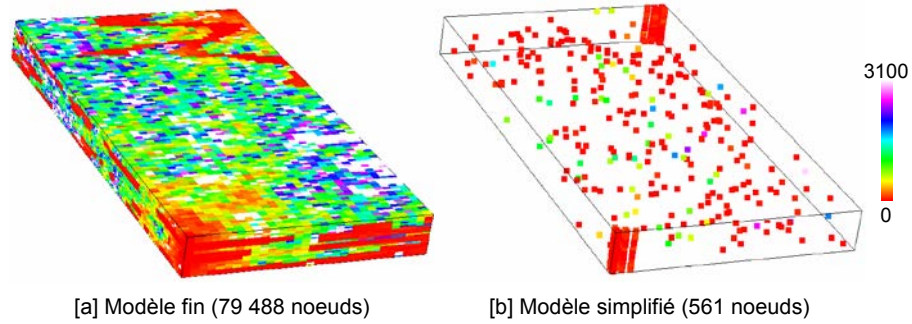 3100
0
[a] Modèle fin (79 488 noeuds)
[b] Modèle simplifié (561 noeuds)